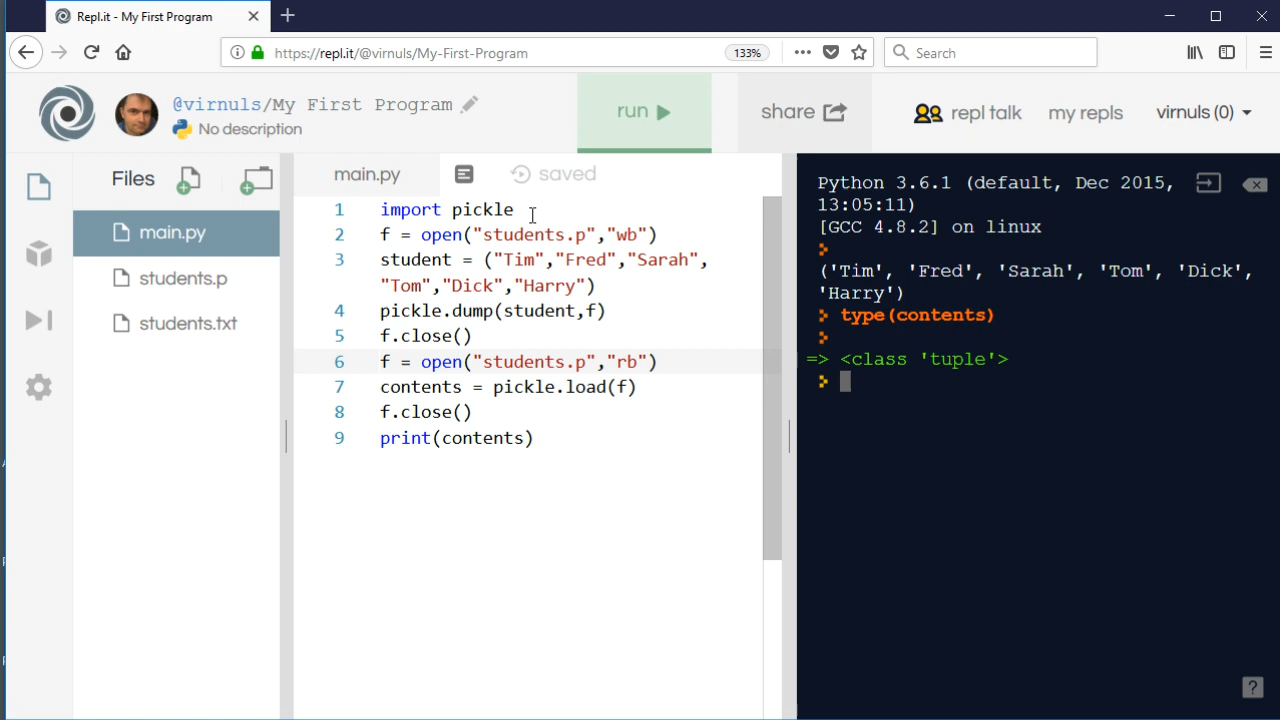 Repl.it - My First Program
https://repl.it/@virnuls/My-First-Program
133%
Search
@virnuls/My First Program
No description
run
share
repl talk
my repls
virnuls (0)
Files
main.py
students.p
students.txt
main.py
saved
1 import pickle
2 f = open("students.p","wb")
3 student = ("Tim","Fred","Sarah",
"Tom","Dick","Harry")
4 pickle.dump(student,f)
5 f.close()
6 f = open("students.p","rb")
7 contents = pickle.load(f)
8 f.close()
9 print(contents)
Python 3.6.1 (default, Dec 2015,
13:05:11)
[GCC 4.8.2] on linux
('Tim', 'Fred', 'Sarah', 'Tom', 'Dick',
'Harry')
type(contents)
=> <class 'tuple'>
?